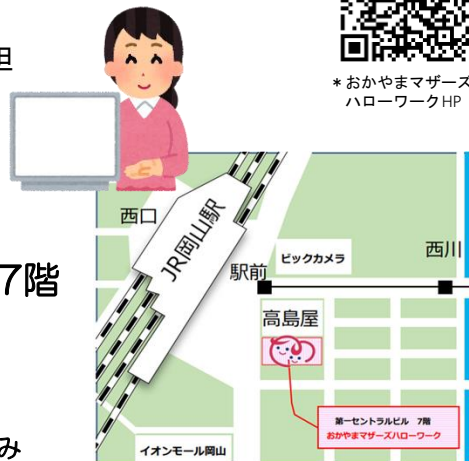 担
*おかやまマザーズ
ハローワークHP
西口
JR岡山駅
7階
駅前
ビックカメラ
西川
高島屋
第一セントラルビル 7階
おかやまマザーズハローワーク
み
イオンモール岡山